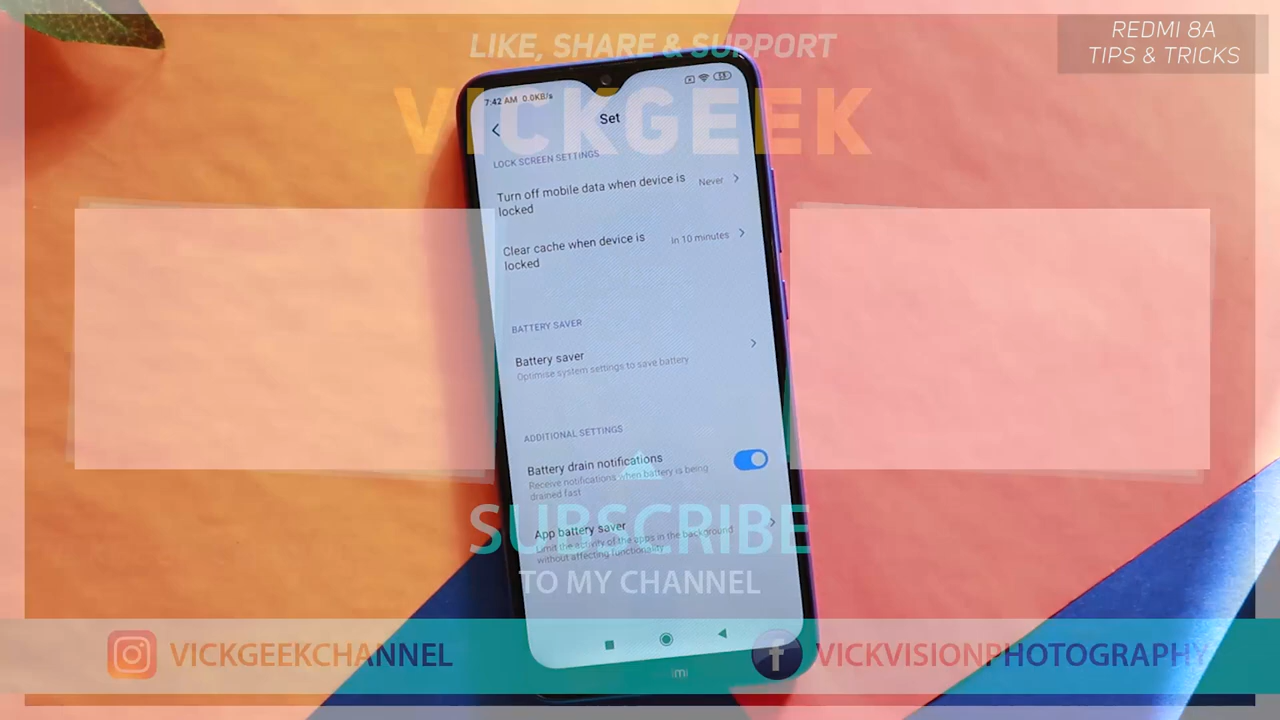 REDMI 8A
TIPS & TRICKS
LIKE, SHARE & SUPPORT
VICKGEEK
7:42 AM 0.0KB/s
Set
LOCK SCREEN SETTINGS
Turn off mobile data when device is
locked
Never
Clear cache when device is
locked
In 10 minutes
BATTERY SAVER
Battery saver
Optimise system settings to save battery
ADDITIONAL SETTINGS
Battery drain notifications
Receive notifications when battery is being
drained fast
App battery saver
Limit the activity of the apps in the background
without affecting functionality
SUBSCRIBE
TO MY CHANNEL
VICKGEEKCHANNEL
VICKVISIONPHOTOGRAPHY